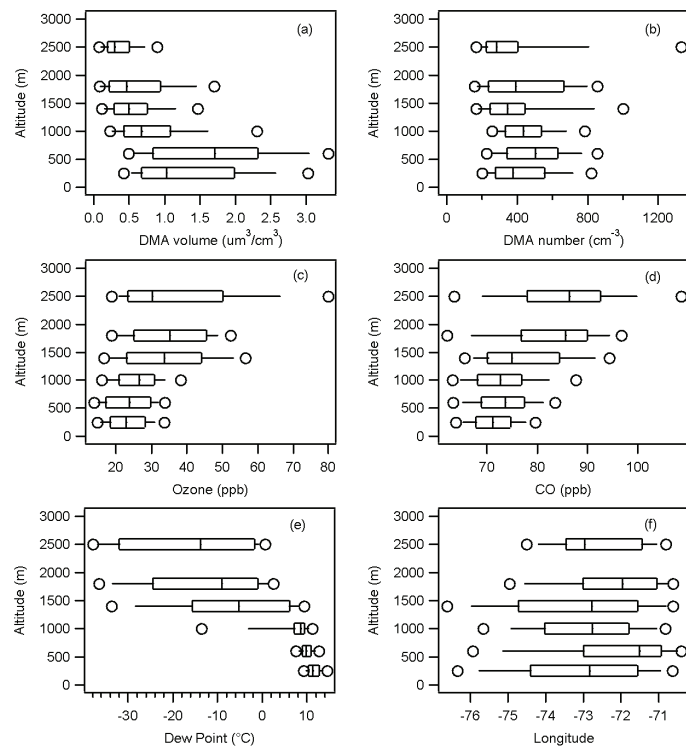 3000
2500
2000
1500
1000
500
0
Altitude (m)
(a)
0.0 0.5 1.0 1.5 2.0 2.5 3.0
DMA volume (um³/cm³)
3000
2500
2000
1500
1000
500
0
Altitude (m)
(b)
0 400 800 1200
DMA number (cm⁻³)
3000
2500
2000
1500
1000
500
0
Altitude (m)
(c)
20 30 40 50 60 70 80
Ozone (ppb)
3000
2500
2000
1500
1000
500
0
Altitude (m)
(d)
70 80 90 100
CO (ppb)
3000
2500
2000
1500
1000
500
0
Altitude (m)
(e)
-30 -20 -10 0 10
Dew Point (°C)
3000
2500
2000
1500
1000
500
0
Altitude (m)
(f)
-76 -75 -74 -73 -72 -71
Longitude